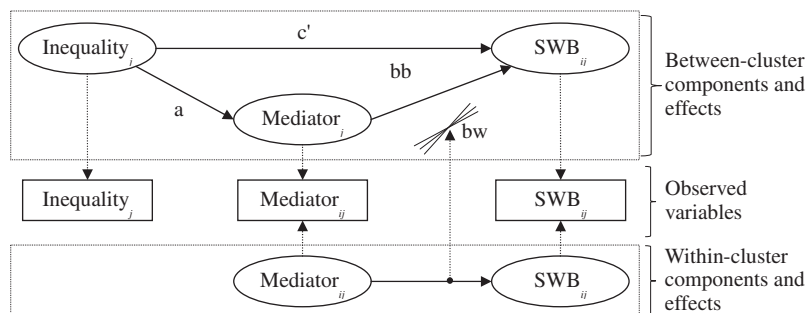 Inequality i
c'
SWB ij
Between-cluster
components and
effects
bb
a
Mediator i
bw
Inequality j
Mediator ij
SWB ij
Observed
variables
Mediator ij
SWB ij
Within-cluster
components and
effects